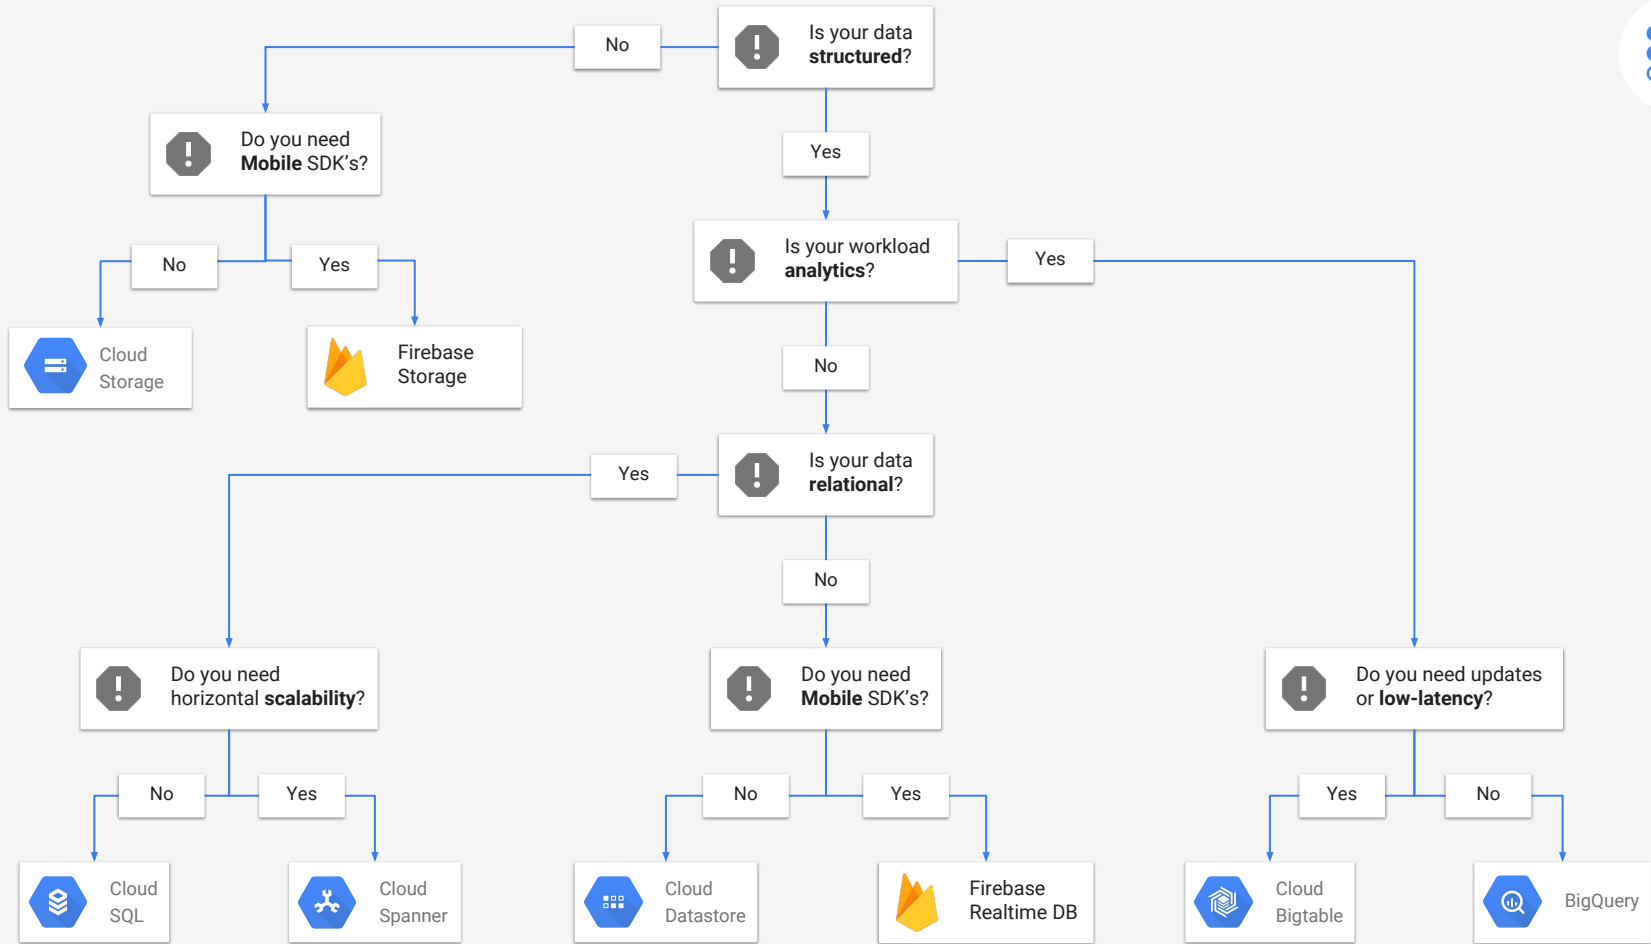 Is your data
structured?
No
Do you need
Mobile SDK's?
Yes
No
Yes
Is your workload
analytics?
Yes
Cloud
Storage
Firebase
Storage
No
Is your data
relational?
Yes
No
Do you need
horizontal scalability?
Do you need
Mobile SDK's?
Do you need updates
or low-latency?
No
Yes
No
Yes
Yes
No
Cloud
SQL
Cloud
Spanner
Cloud
Datastore
Firebase
Realtime DB
Cloud
Bigtable
BigQuery